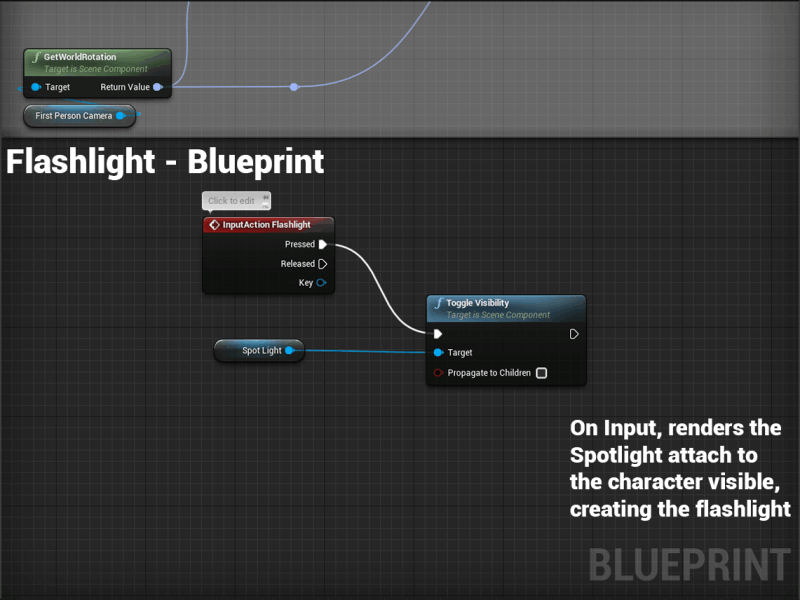 GetWorldRotation
Target is Scene Component
Target
Return Value
First Person Camera
Flashlight - Blueprint
Click to edit
InputAction Flashlight
Pressed
Released
Key
Toggle Visibility
Target is Scene Component
Spot Light
Target
Propagate to Children
On Input, renders the
Spotlight attach to
the character visible,
creating the flashlight
BLUEPRINT